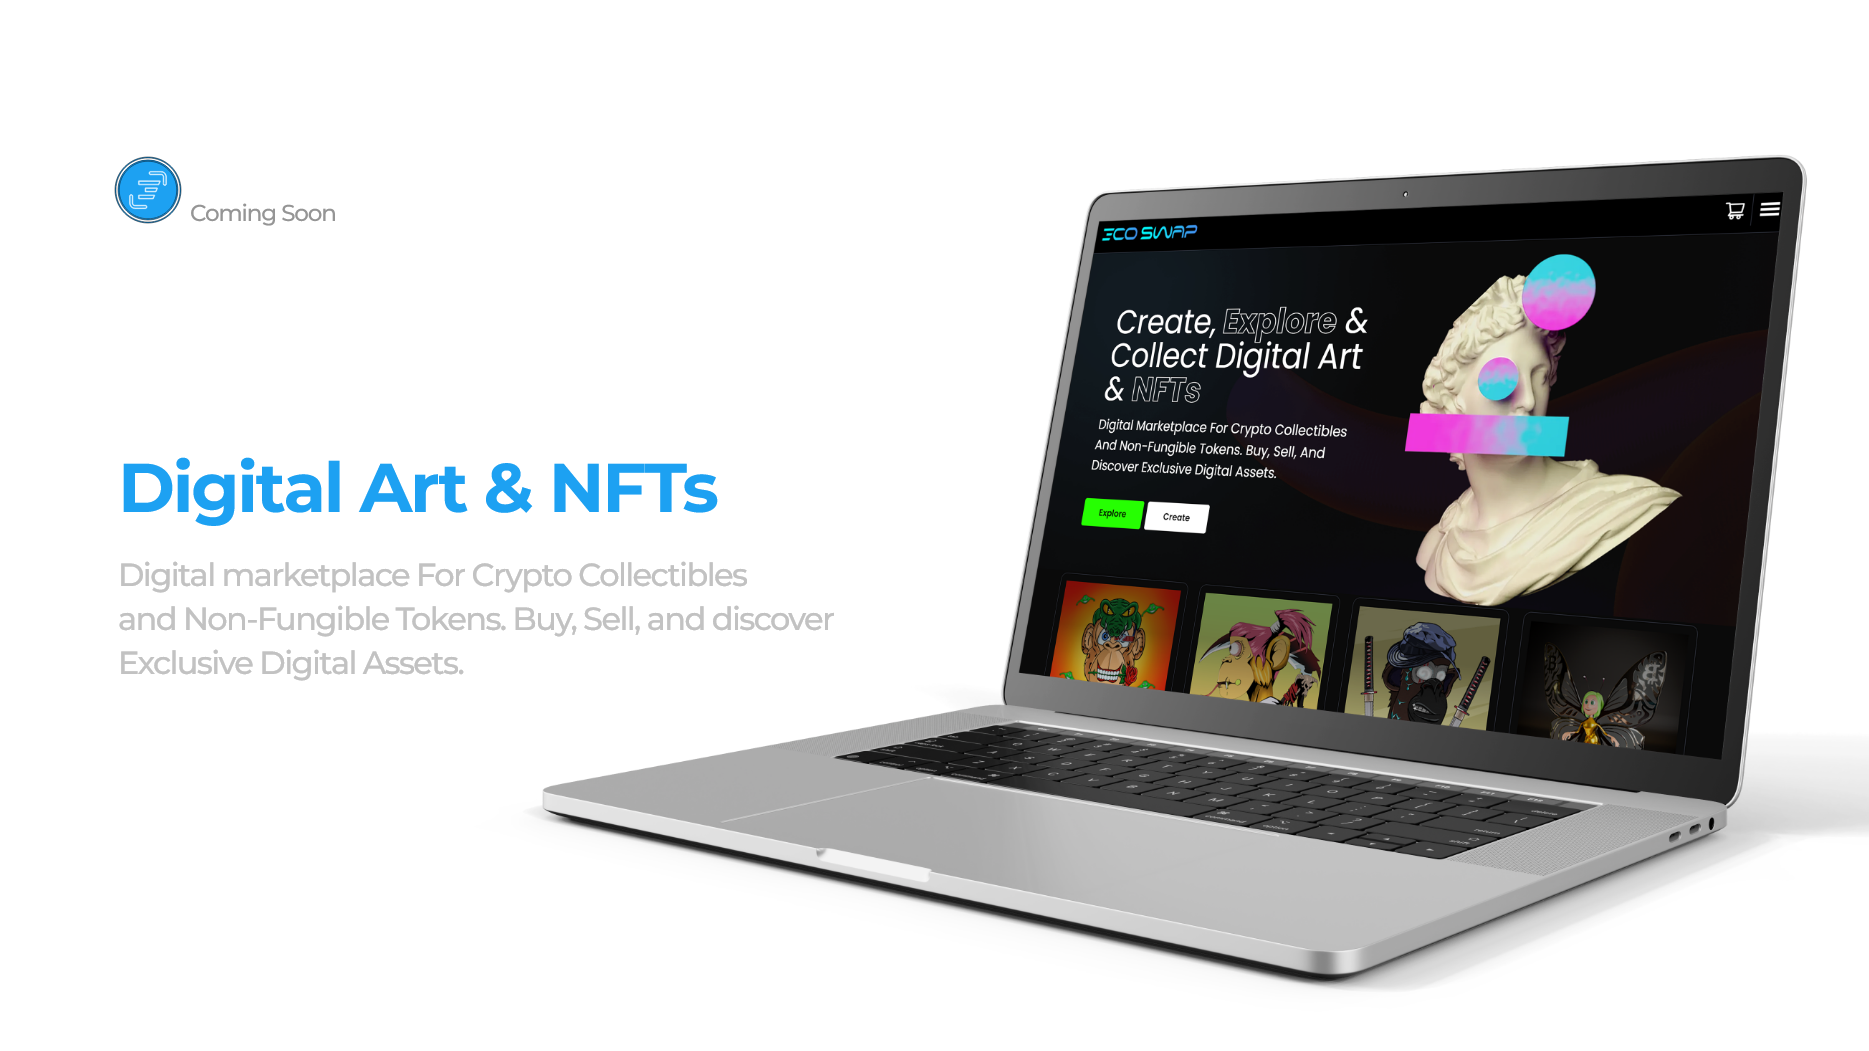 Coming Soon
Digital Art & NFTs
Digital marketplace For Crypto Collectibles
and Non-Fungible Tokens. Buy, Sell, and discover
Exclusive Digital Assets.
ECO SWAP
Create, Explore &
Collect Digital Art
& NFTs
Digital Marketplace For Crypto Collectibles
And Non-Fungible Tokens. Buy, Sell, And
Discover Exclusive Digital Assets.
Explore
Create